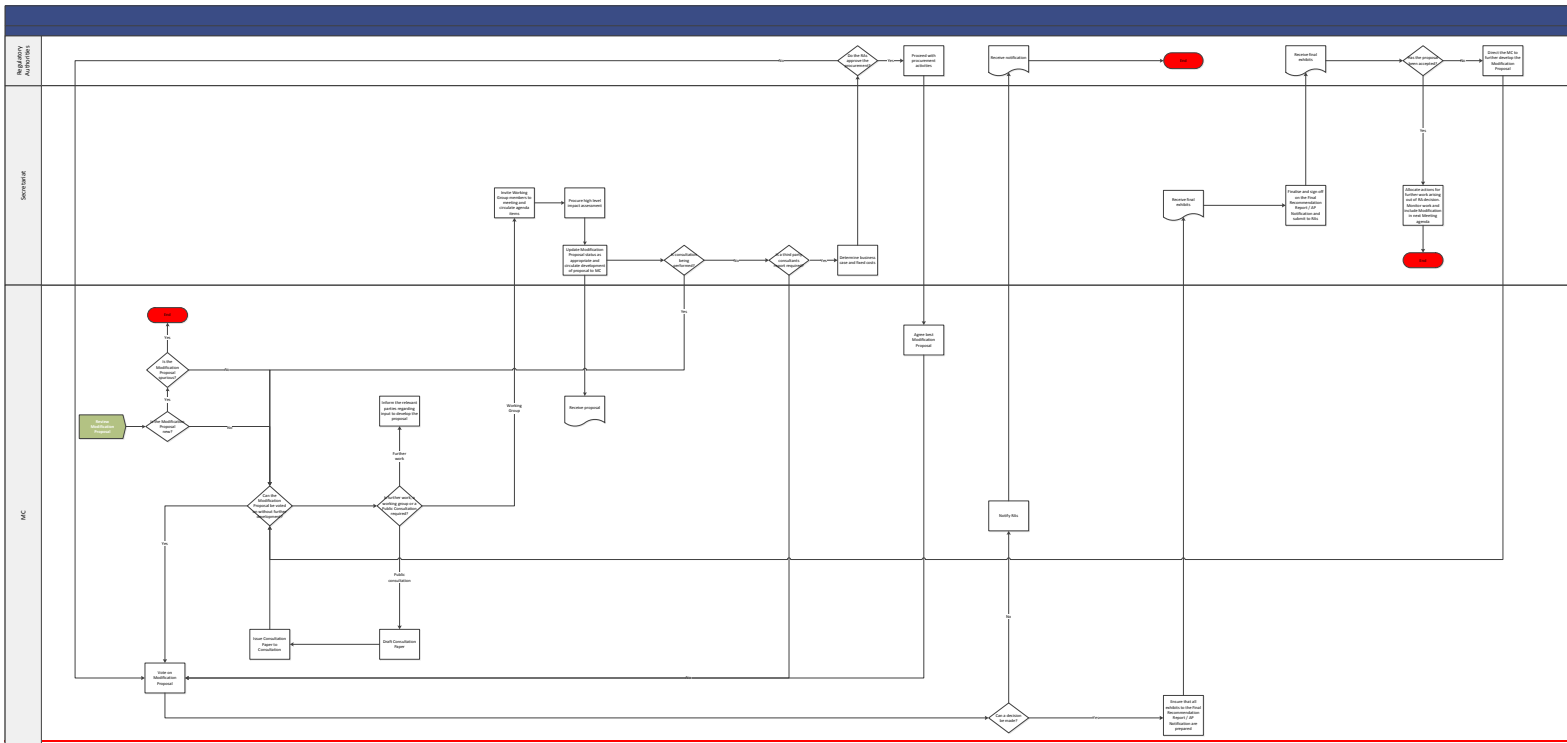 Regulatory
Authorities
Do the RAs
approve the
procurement?
Yes
Proceed with
procurement
activities
Receive notification
Receive final
exhibits
Has the proposal
been accepted?
Direct the MC to
further develop the
Modification
Proposal
Yes
Secretariat
Invite Working
Group members to
meeting and
circulate agenda
items
Procure high level
impact assessment
Update Modification
Proposal status as
appropriate and
circulate development
of proposal to MC
Is consultation
being
performed?
Is a third party
consultants
report required?
Yes
Determine business
case and fixed costs
Receive final
exhibits
Finalise and sign off
on the Final
Recommendation
Report / AP
Notification and
submit to RAs
Allocate actions for
further work arising
out of RA decision.
Monitor work and
include Modification
in next Meeting
agenda
Yes
MC
Yes
Is the
Modification
Proposal
spurious?
Yes
Review
Modification
Proposal
Is the Modification
Proposal
new?
Agree best
Modification
Proposal
Inform the relevant
parties regarding
input to develop the
proposal
Working
Group
Receive proposal
Further
work
Can the
Modification
Proposal be voted
on without further
development?
Is further work, a
working group or a
Public Consultation
required?
Yes
Notify RAs
Public
consultation
Issue Consultation
Paper to
Consultation
Draft Consultation
Paper
No
Vote on
Modification
Proposal
Can a decision
be made?
Ensure that all
exhibits to the Final
Recommendation
Report / AP
Notification are
prepared